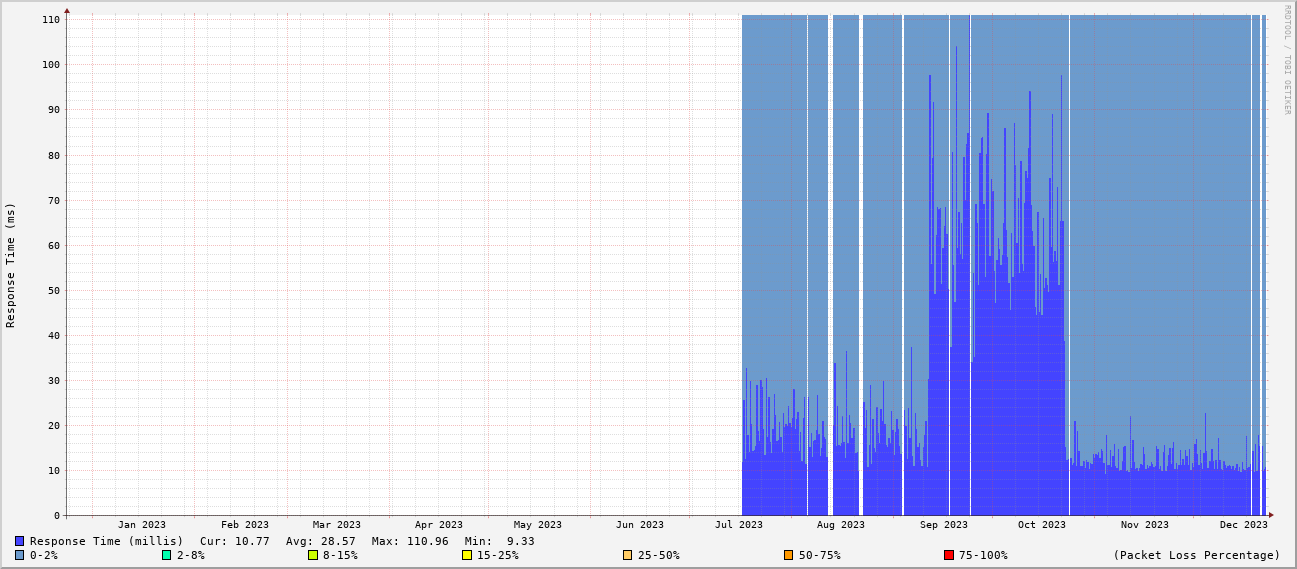 RRDTOOL / TOBI OETIKER
Response Time (ms)
110
100
90
80
70
60
50
40
30
20
10
0
Jan 2023 Feb 2023 Mar 2023 Apr 2023 May 2023 Jun 2023 Jul 2023 Aug 2023 Sep 2023 Oct 2023 Nov 2023 Dec 2023
Response Time (millis) Cur: 10.77 Avg: 28.57 Max: 110.96 Min: 9.33
0-2% 2-8% 8-15% 15-25% 25-50% 50-75% 75-100% (Packet Loss Percentage)